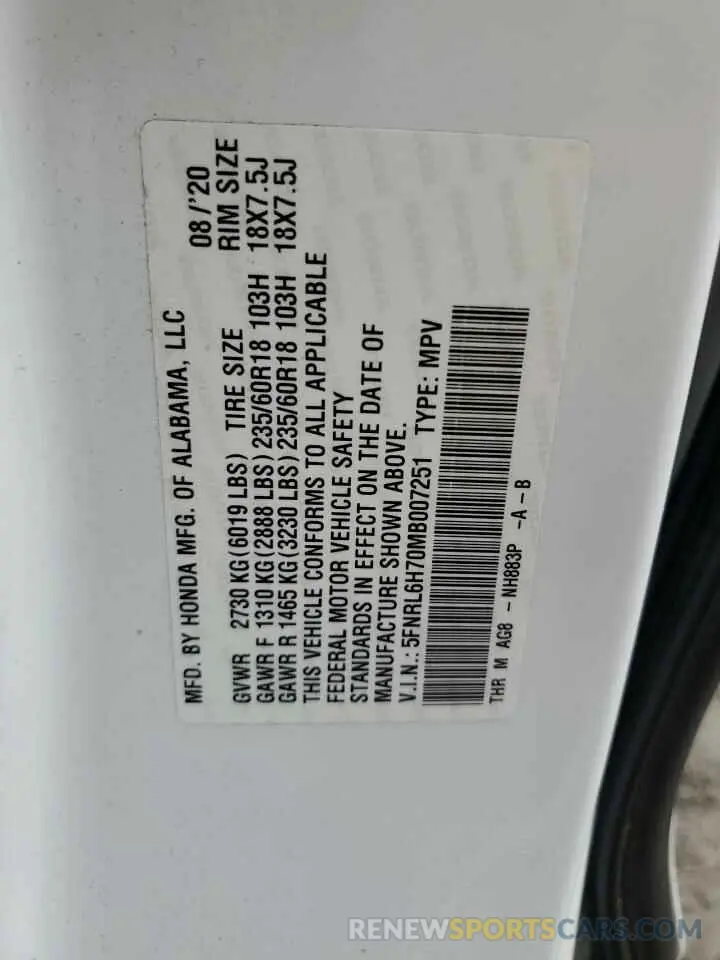 MFD. BY HONDA MFG. OF ALABAMA, LLC 08/'20
GVWR 2730 KG(6019 LBS) TIRE SIZE RIM SIZE
GAWR F 1310 KG(2888 LBS)235/60R18 103H 18X7.5J
GAWR R 1465 KG(3230 LBS)235/60R18 103H 18X7.5J
THIS VEHICLE CONFORMS TO ALL APPLICABLE
FEDERAL MOTOR VEHICLE SAFETY
STANDARDS IN EFFECT ON THE DATE OF
MANUFACTURE SHOWN ABOVE.
V.I.N.: 5FNRL6H70MB007251 TYPE: MPV
THR M AG8 - NH883P -A-B
RENEWSPORTSCARS.COM